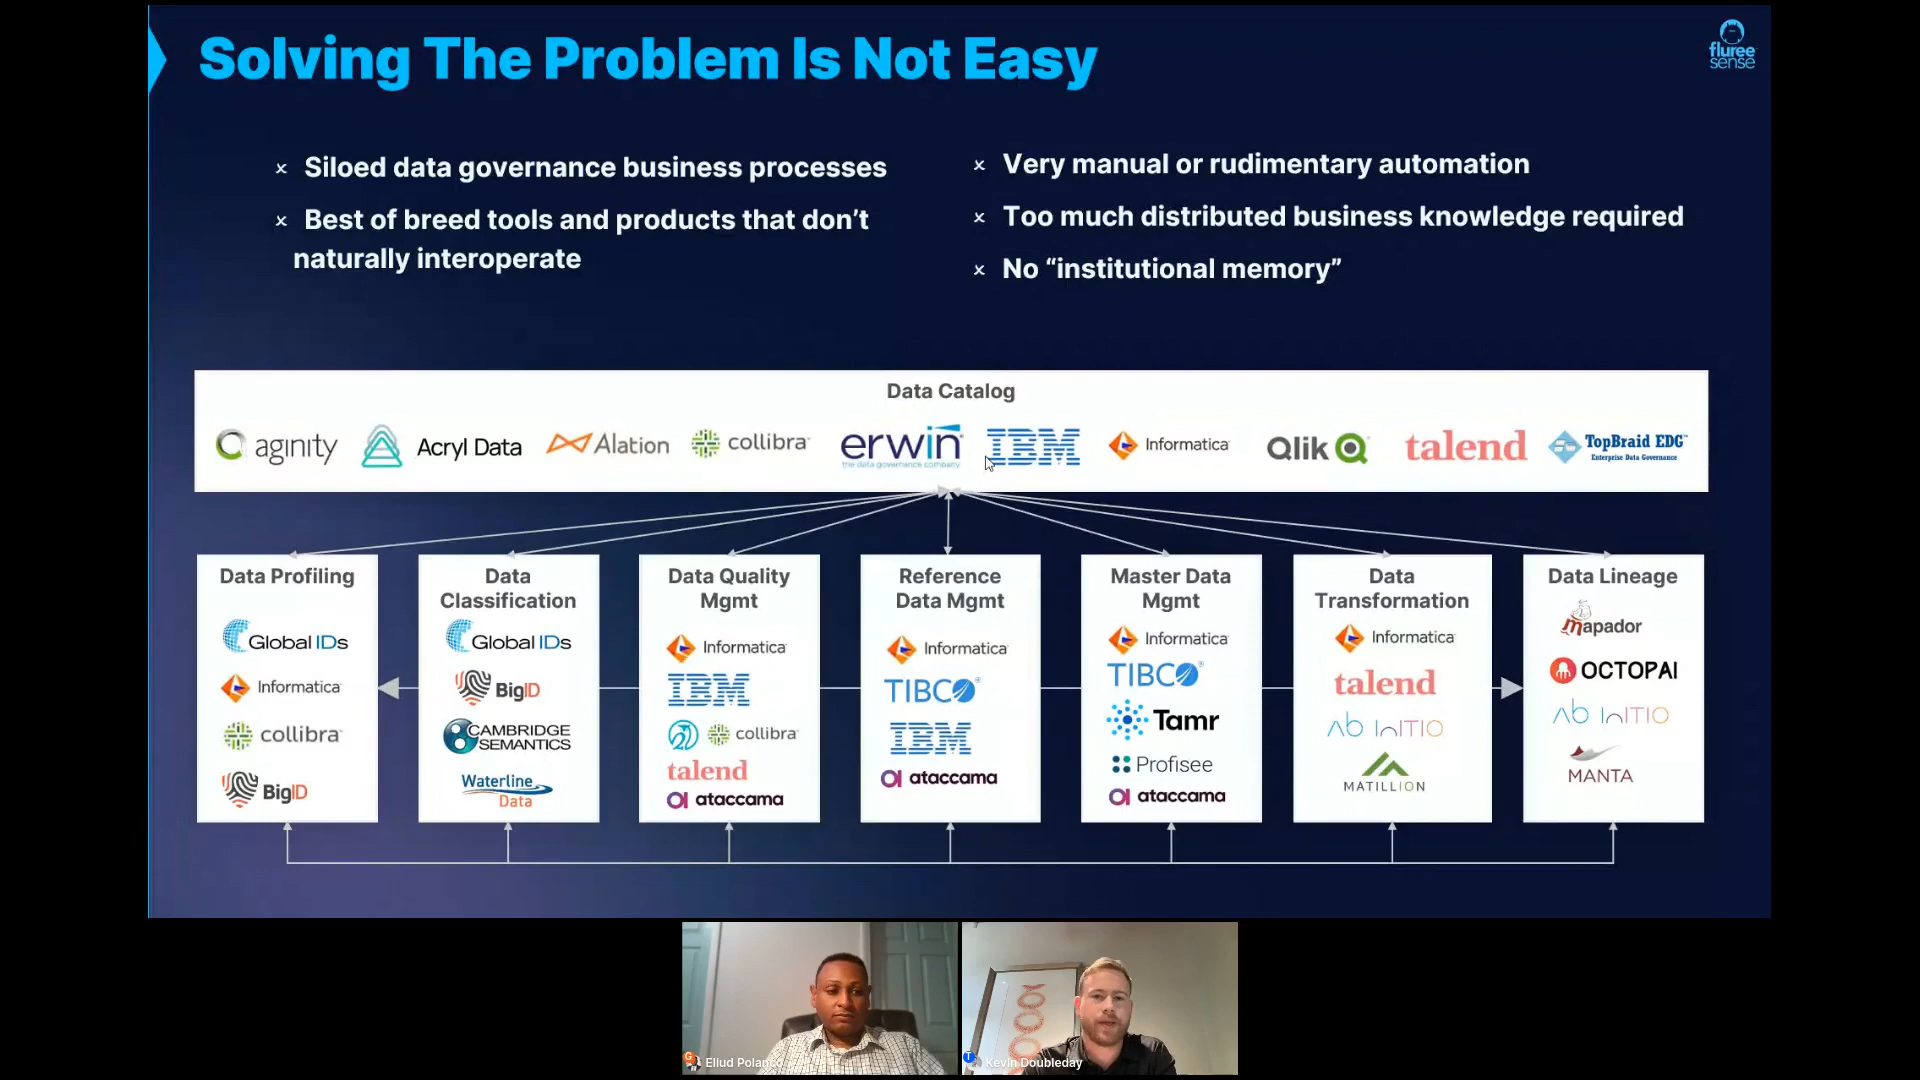 Solving The Problem Is Not Easy
fluree
sense
× Siloed data governance business processes
× Best of breed tools and products that don’t
naturally interoperate
× Very manual or rudimentary automation
× Too much distributed business knowledge required
× No “institutional memory”
Data Catalog
aginity
Acryl Data
Alation
collibra
erwin
the data governance company
IBM
Informatica
Qlik
talend
TopBraid EDG™
Enterprise Data Governance
Data Profiling
Global IDs
Informatica
collibra
BigID
Data
Classification
Global IDs
BigID
CAMBRIDGE
SEMANTICS
Waterline
Data
Data Quality
Mgmt
Informatica
IBM
collibra
talend
ataccama
Reference
Data Mgmt
Informatica
TIBCO®
IBM
ataccama
Master Data
Mgmt
Informatica
TIBCO®
Tamr
Profisee
ataccama
Data
Transformation
Informatica
talend
Ab InITIO
MATILLION
Data Lineage
mapador
OCTOPAI
Ab InITIO
MANTA
G
Eliud Polanco
T
Kevin Doubleday